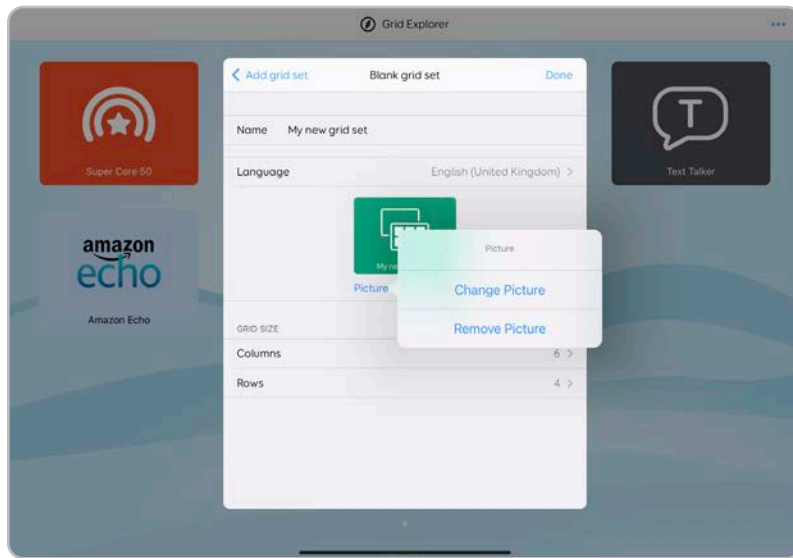 Grid Explorer
Add grid set
Blank grid set
Done
Name
My new grid set
Language
English (United Kingdom)
Super Core 50
T
Text Talker
amazon
echo
Amazon Echo
My ne
Picture
Picture
Change Picture
Remove Picture
GRID SIZE
Columns
6
Rows
4